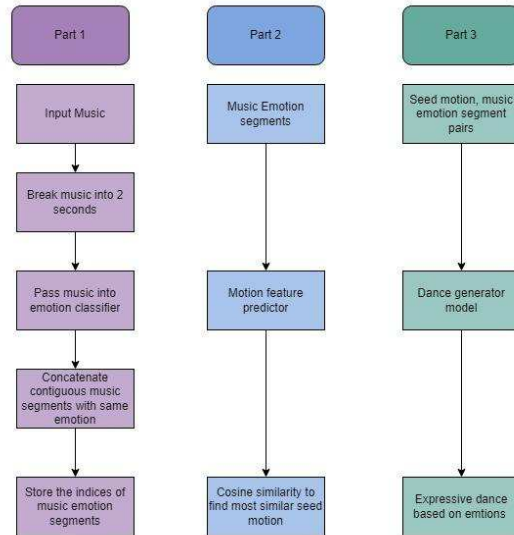 Part 1
Part 2
Part 3
Input Music
Music Emotion
segments
Seed motion, music
emotion segment
pairs
Break music into 2
seconds
Pass music into
emotion classifier
Motion feature
predictor
Dance generator
model
Concatenate
contiguous music
segments with same
emotion
Store the indices of
music emotion
segments
Cosine similarity to
find most similar seed
motion
Expressive dance
based on emtions